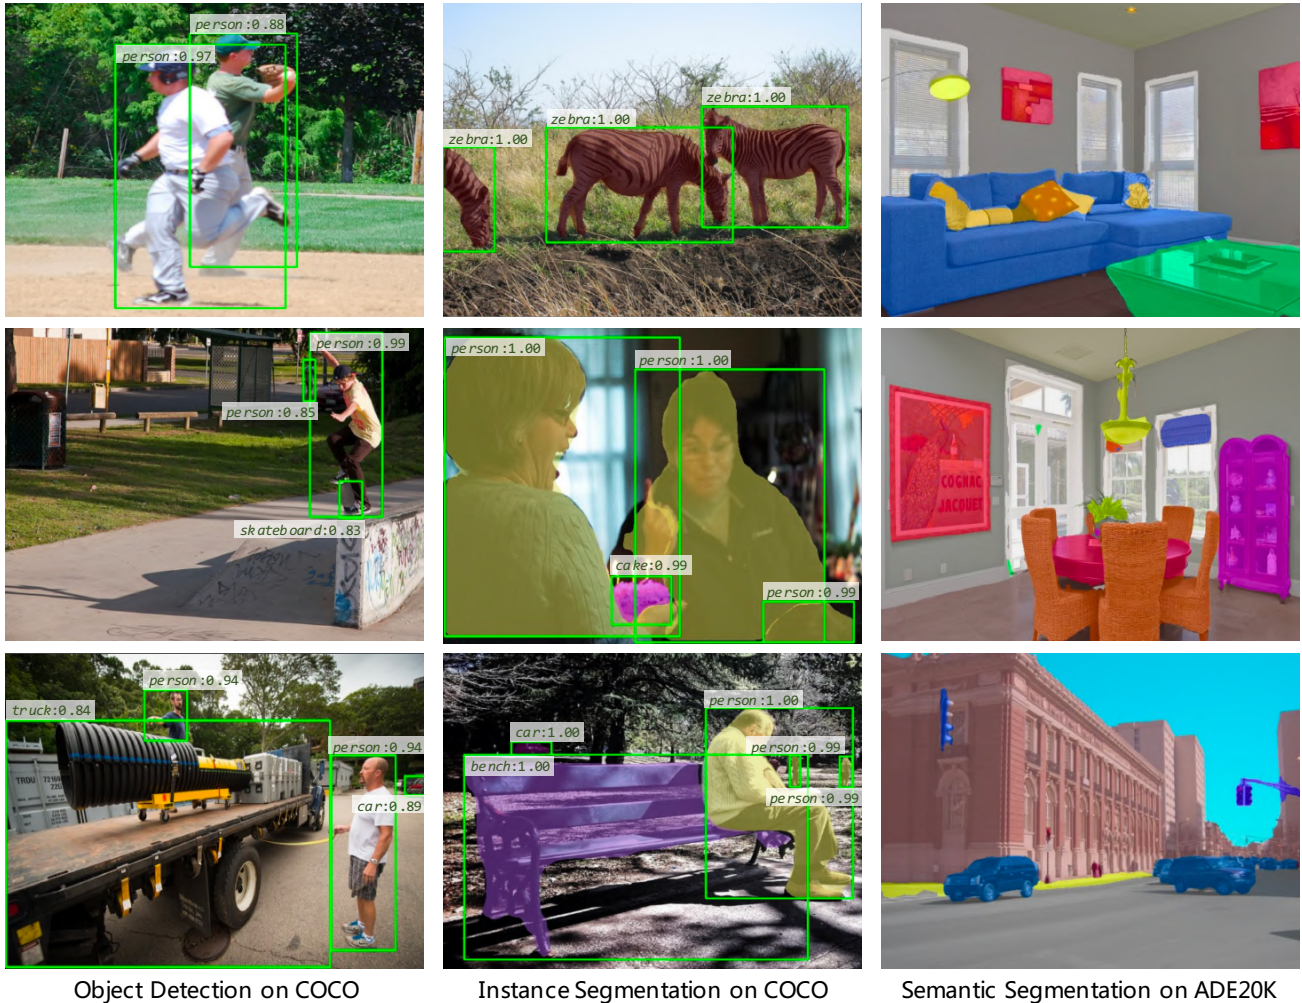 person:0.88
person:0.97
zebra:1.00
zebra:1.00
zebra:1.00
person:0.99
person:0.85
skateboard:0.83
person:1.00
person:1.00
cake:0.99
person:0.99
COGNAC
JACQUET
person:0.94
truck:0.84
person:0.94
car:0.89
TROU
person:1.00
car:1.00
person:0.99
bench:1.00
person:0.99
Object Detection on COCO
Instance Segmentation on COCO
Semantic Segmentation on ADE20K